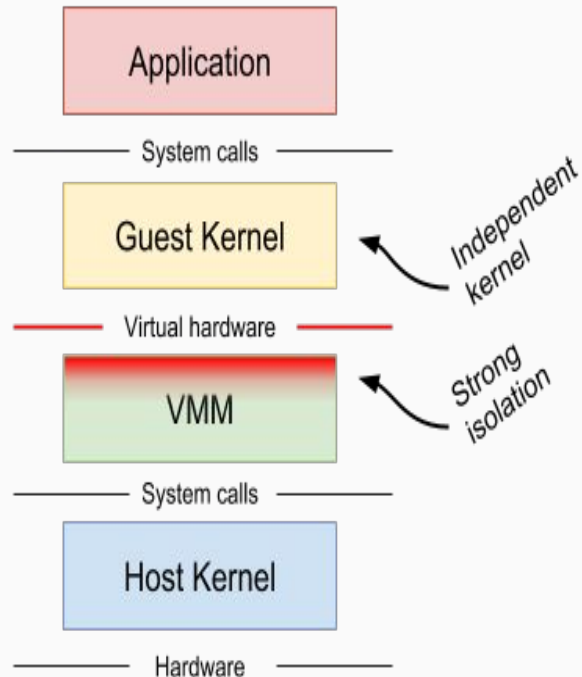 Application
System calls
Guest Kernel
Independent
kernel
Virtual hardware
VMM
Strong
isolation
System calls
Host Kernel
Hardware